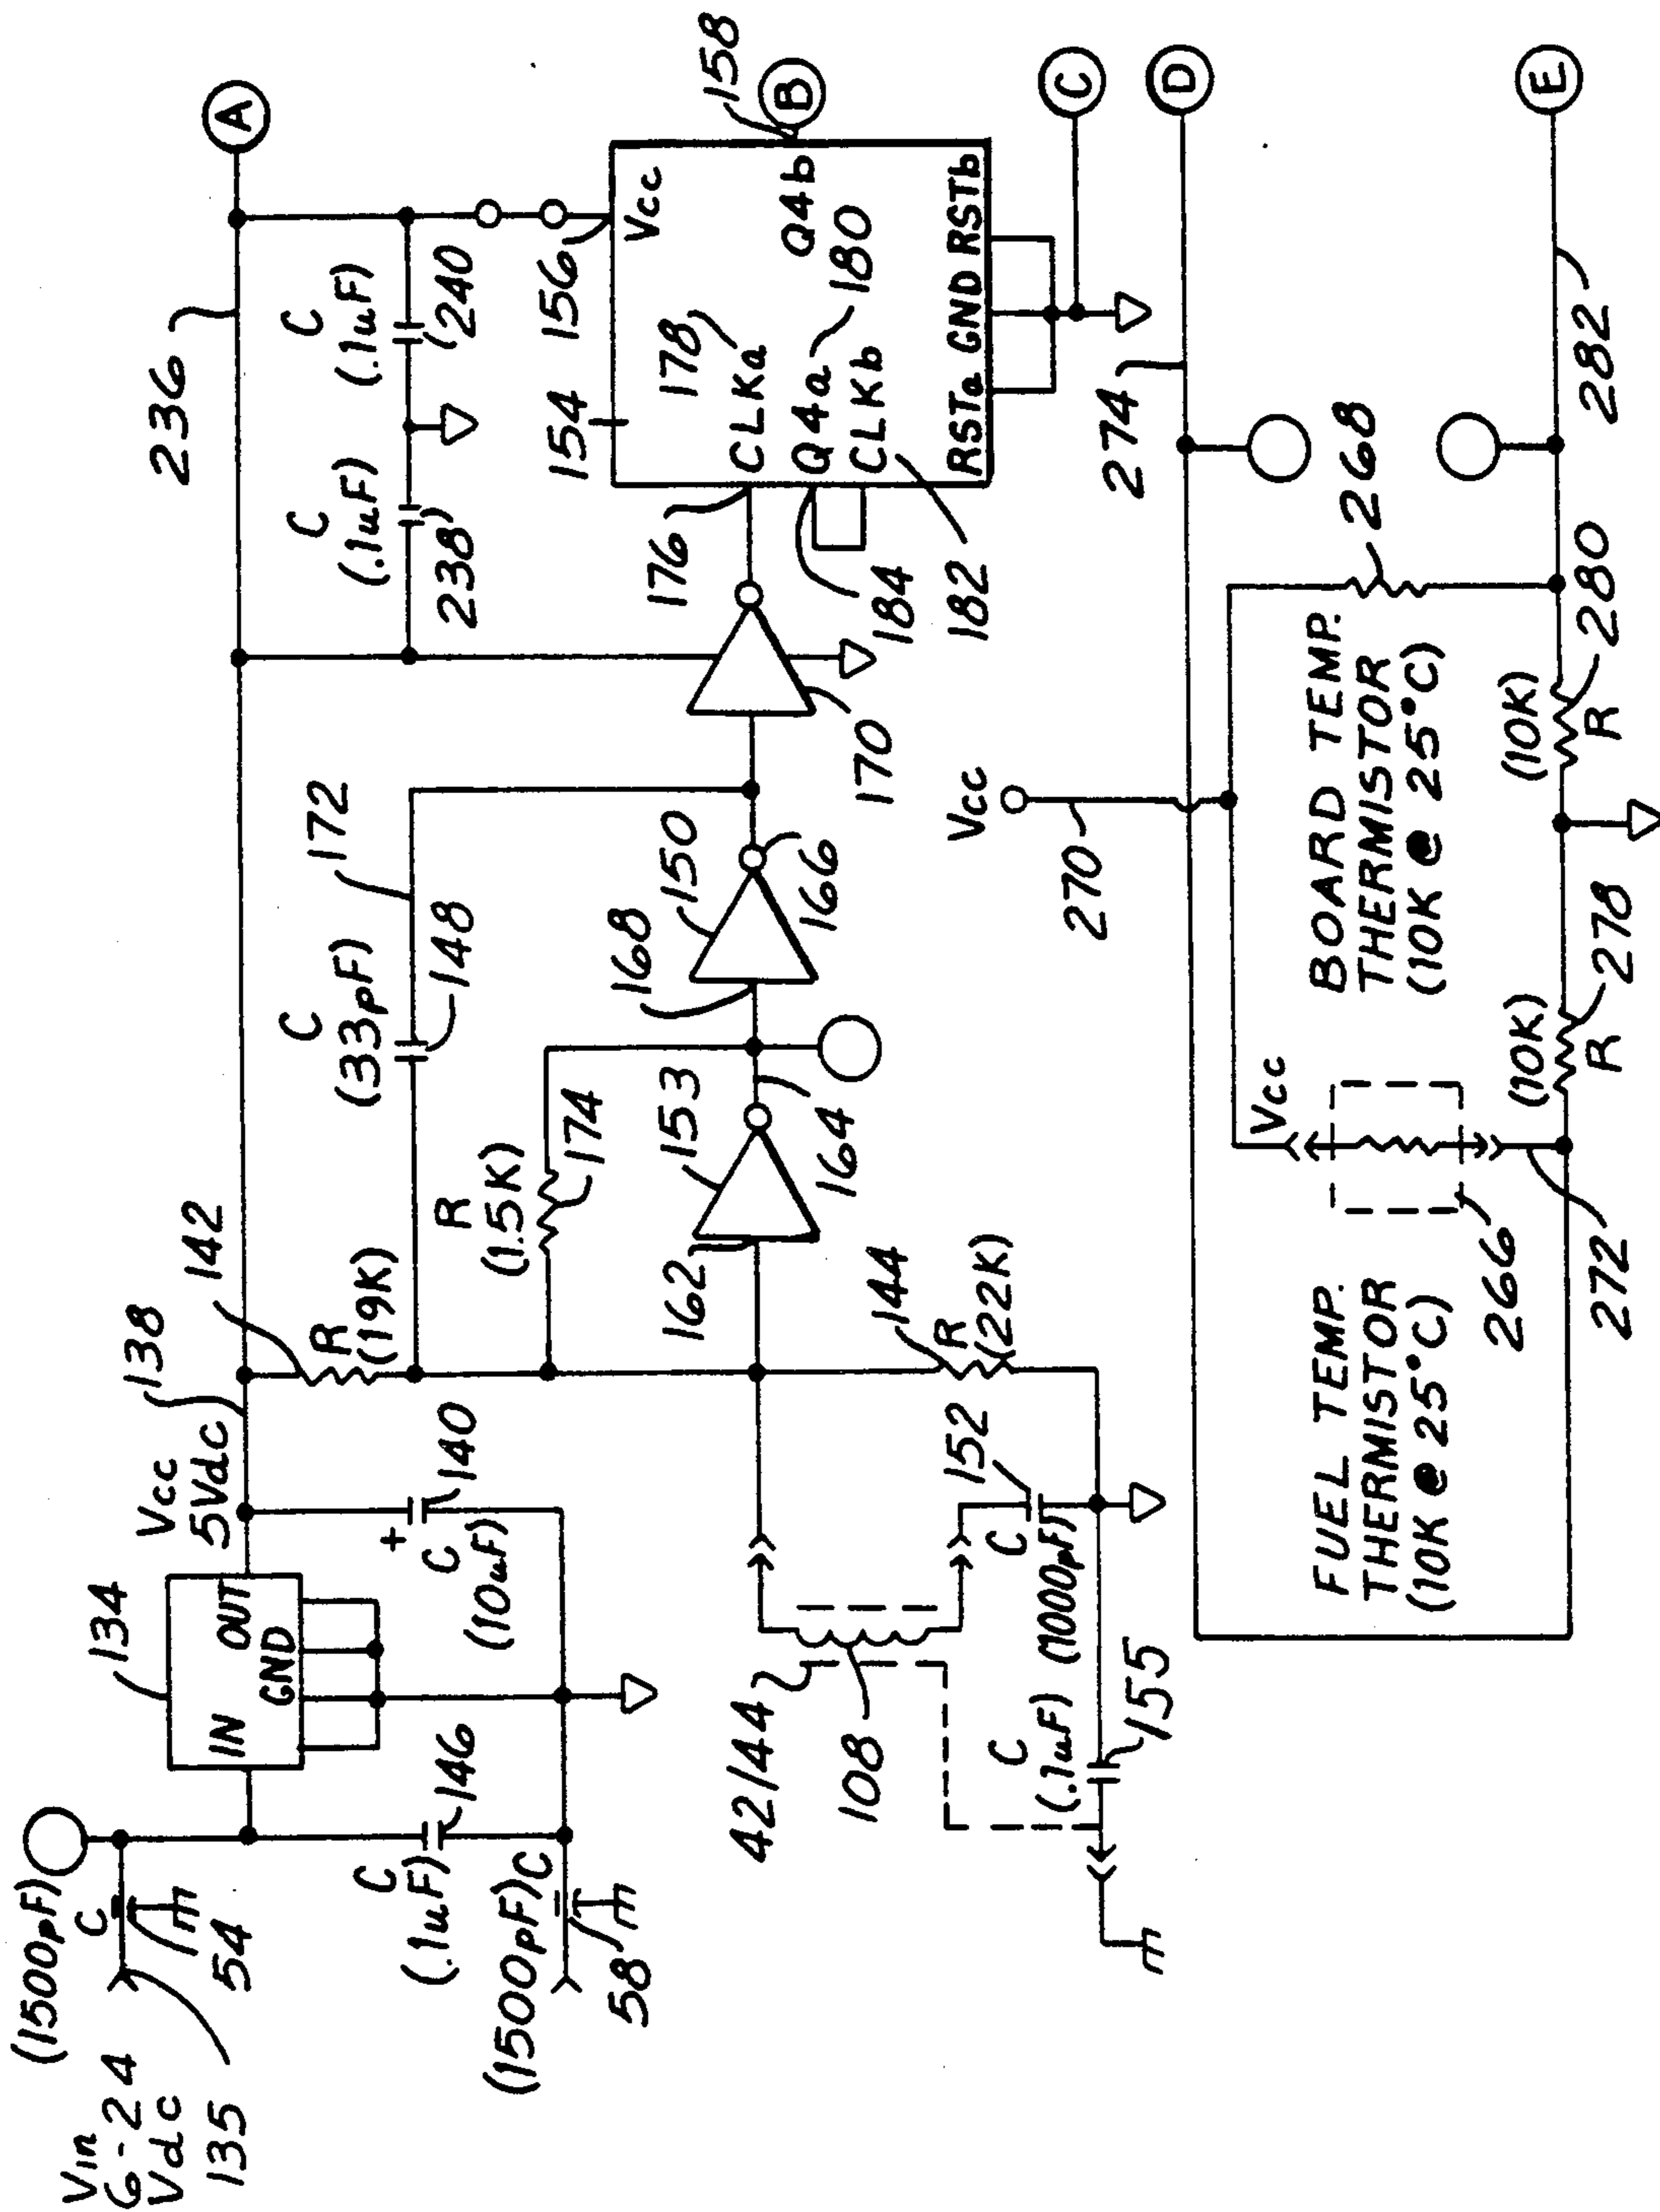 (1500pF)
C
Vin
6-24
Vdc
135
54
C
(.1uF)
146
(1500pF) C
58
134
IN
OUT
GND
Vcc
5Vdc
138
142
+
C
(10uF)
140
R
(19K)
C
(33pF)
148
172
R
(1.5K)
174
236
C
(.1uF)
238
C
(.1uF)
240
A
162
153
164
168
150
166
170
176
154
156
158
B
Vcc
178
CLKa
Q4a
Q4b
180
CLKb
RSTa GND RSTb
184
182
C
42/44
108
144
R
(22K)
152
C
(1000pF)
C
(.1uF)
155
D
274
Vcc
270
E
FUEL TEMP.
THERMISTOR
(10K @ 25°C)
266
Vcc
272
BOARD TEMP.
THERMISTOR
(10K @ 25°C)
268
(10K)
R
278
(10K)
R
280
282